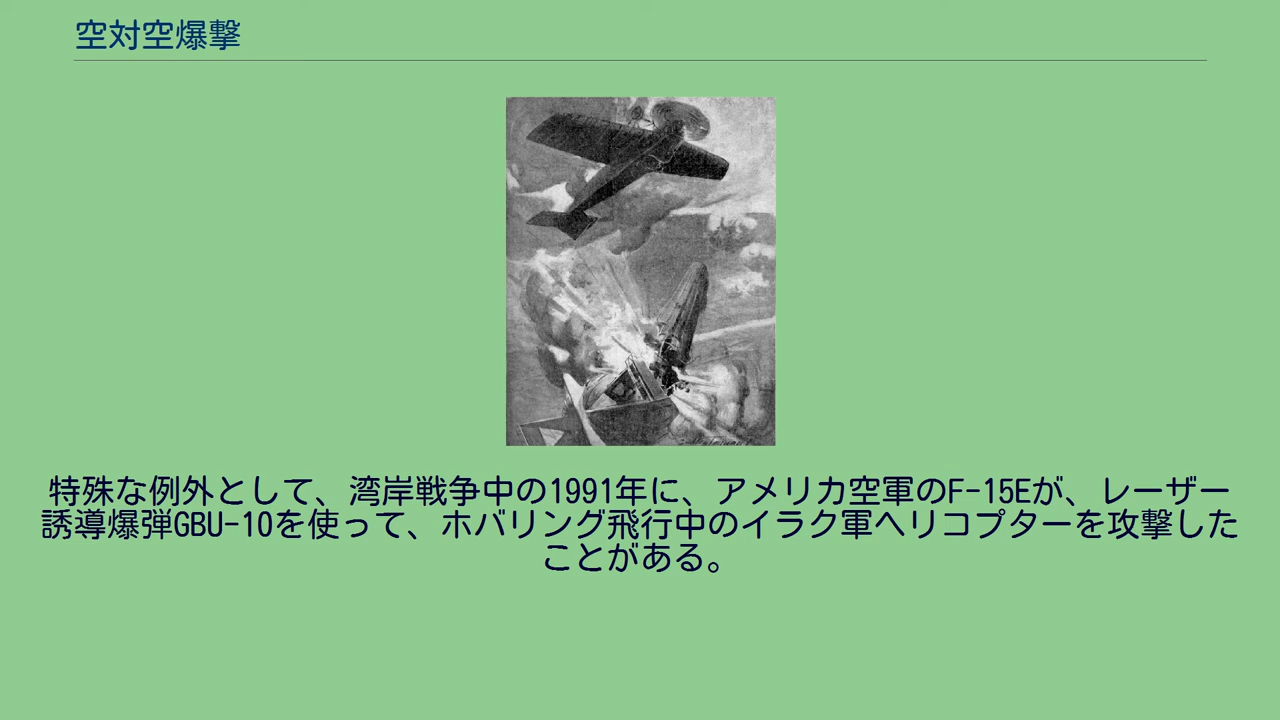 空対空爆撃
特殊な例外として、湾岸戦争中の1991年に、アメリカ空軍のF-15Eが、レーザー
誘導爆弾GBU-10を使って、ホバリング飛行中のイラク軍ヘリコプターを攻撃した
ことがある。